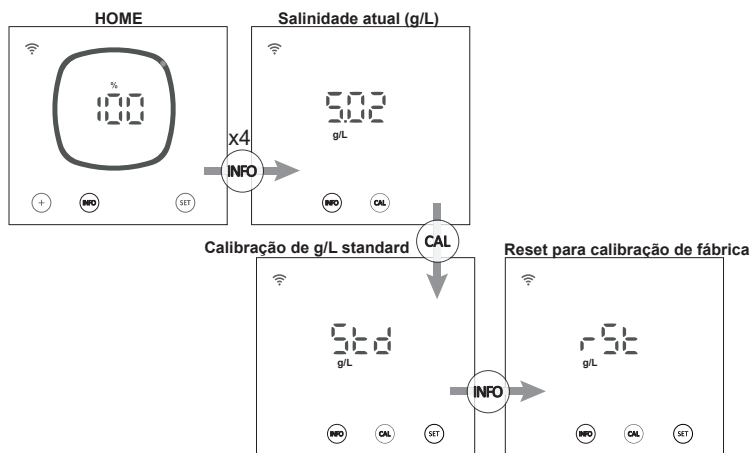 HOME
Salinidade atual (g/L)
%
100
+
INFO
SET
x4
INFO
5.02
g/L
INFO
CAL
CAL
Calibração de g/L standard
Reset para calibração de fábrica
Std
g/L
INFO
CAL
SET
INFO
rSt
g/L
INFO
CAL
SET